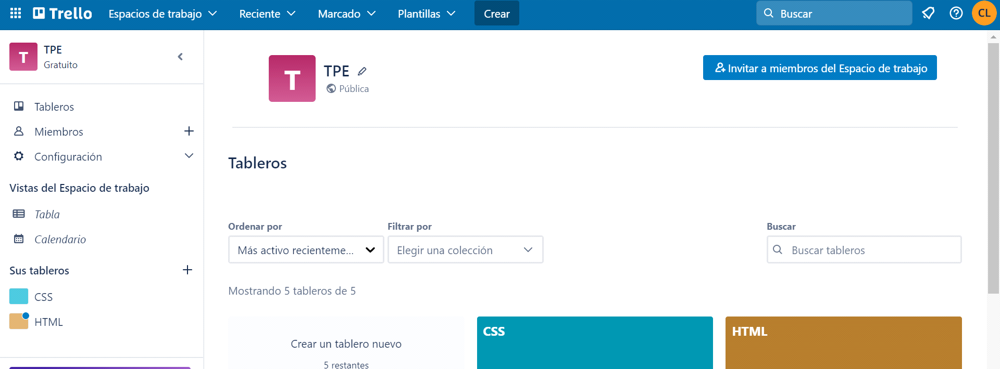 Trello Espacios de trabajo Reciente Marcado Plantillas Crear Buscar CL
T TPE
Gratuito
Tableros
Miembros
Configuración
Vistas del Espacio de trabajo
Tabla
Calendario
Sus tableros
CSS
HTML
T TPE
Pública
Invitar a miembros del Espacio de trabajo
Tableros
Ordenar por Filtrar por Buscar
Más activo recienteme... Elegir una colección Buscar tableros
Mostrando 5 tableros de 5
Crear un tablero nuevo
5 restantes
CSS
HTML